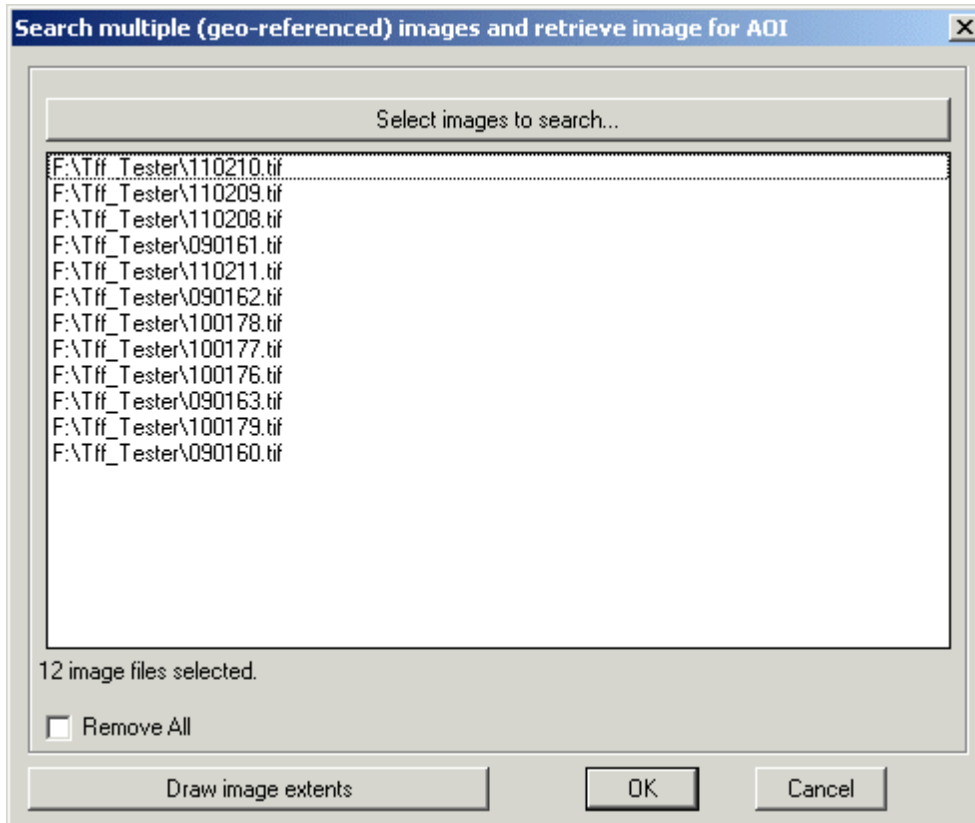 Search multiple (geo-referenced) images and retrieve image for AOI
Select images to search...
F:\Tff_Tester\110210.tif
F:\Tff_Tester\110209.tif
F:\Tff_Tester\110208.tif
F:\Tff_Tester\090161.tif
F:\Tff_Tester\110211.tif
F:\Tff_Tester\090162.tif
F:\Tff_Tester\100178.tif
F:\Tff_Tester\100177.tif
F:\Tff_Tester\100176.tif
F:\Tff_Tester\090163.tif
F:\Tff_Tester\100179.tif
F:\Tff_Tester\090160.tif
12 image files selected.
Remove All
Draw image extents OK Cancel